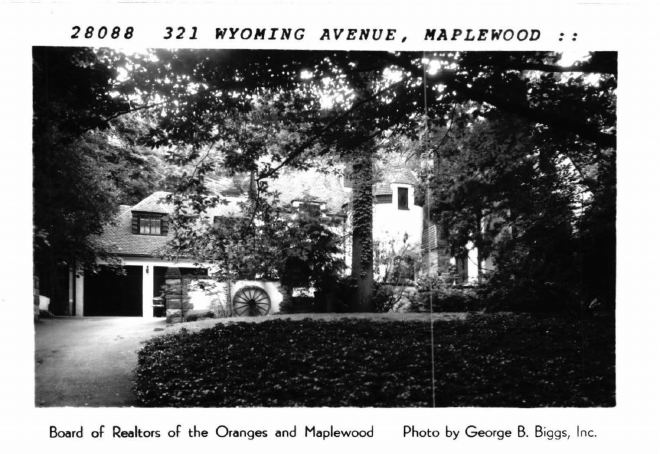 28088 321 WYOMING AVENUE, MAPLEWOOD ::
Board of Realtors of the Oranges and Maplewood Photo by George B. Biggs, Inc.